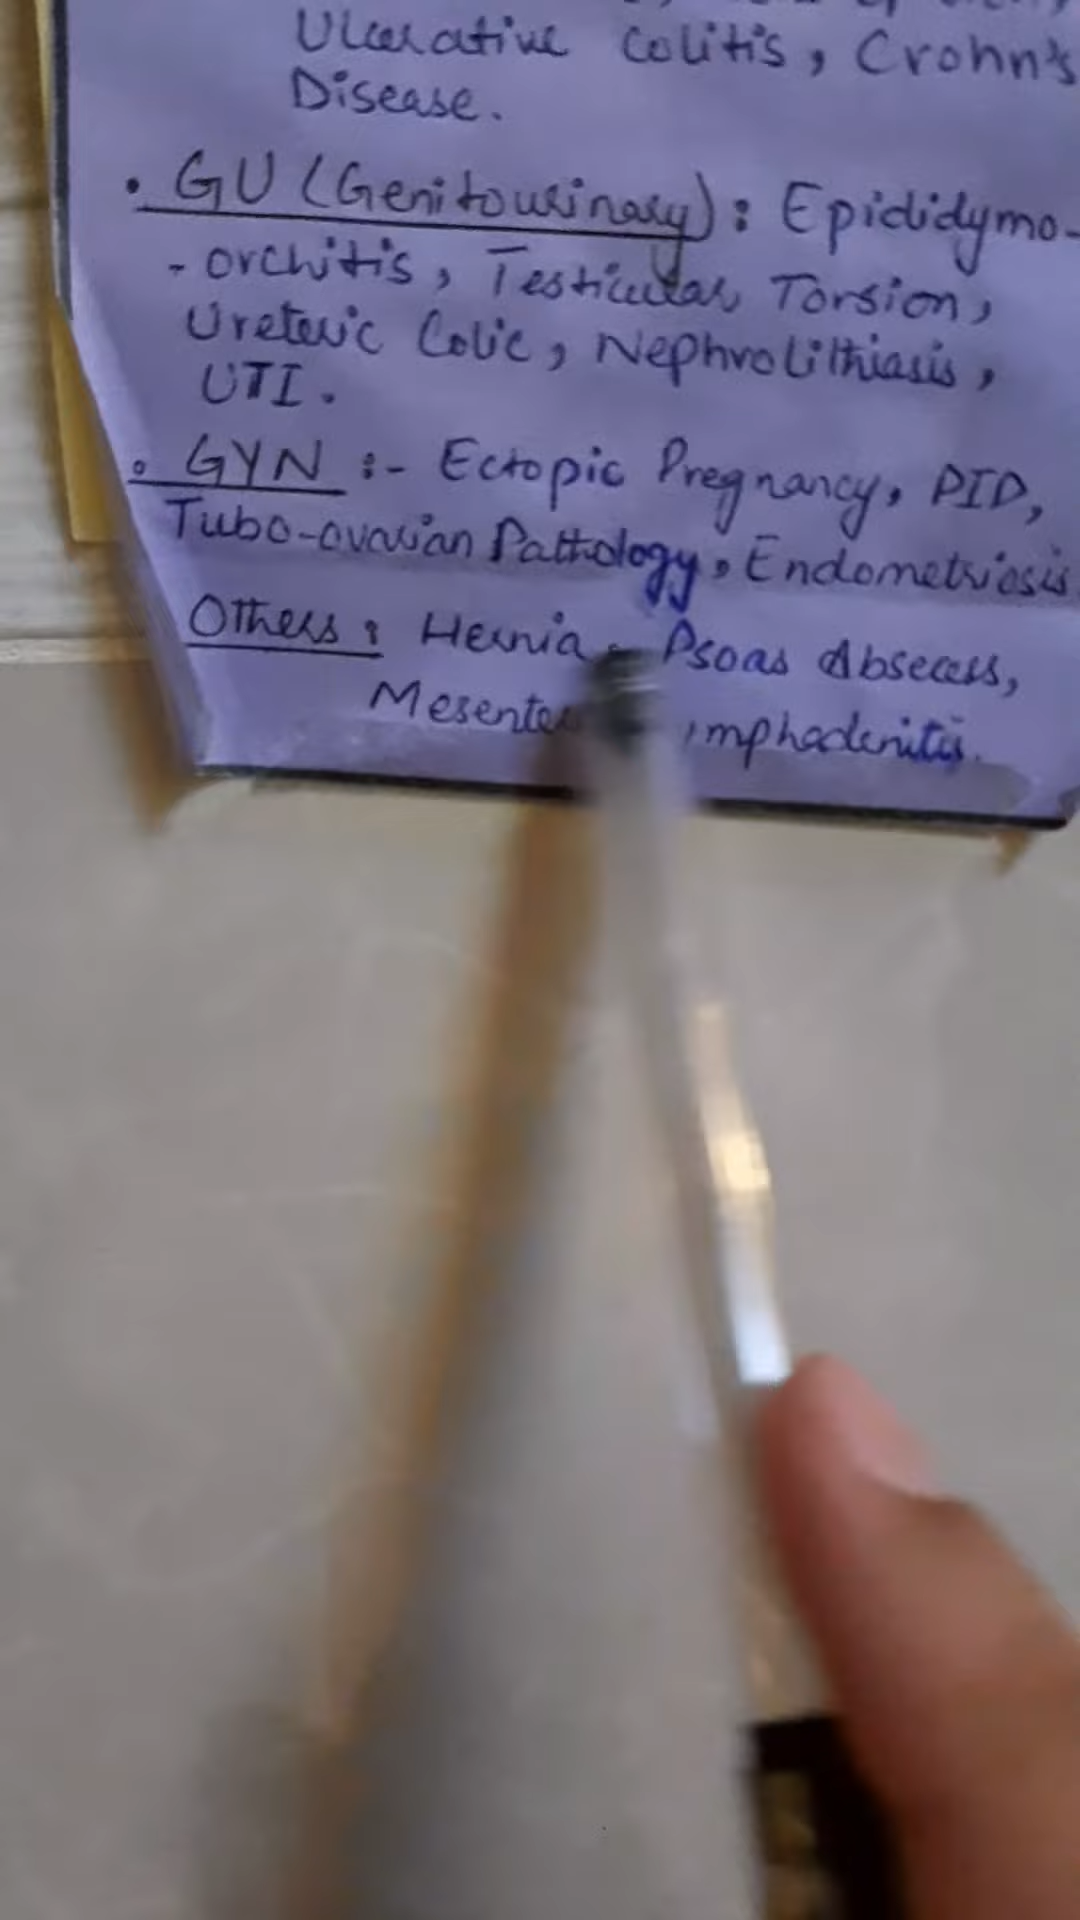 Ulcerative Colitis, Crohn's
Disease.
• GU (Genitourinary): Epididymo-
- orchitis, Testicular Torsion,
Ureteric Colic, Nephrolithiasis,
UTI.
• GYN :- Ectopic Pregnancy, PID,
Tubo-ovarian Pathology, Endometriosis
Others : Hernia Psoas Abscess,